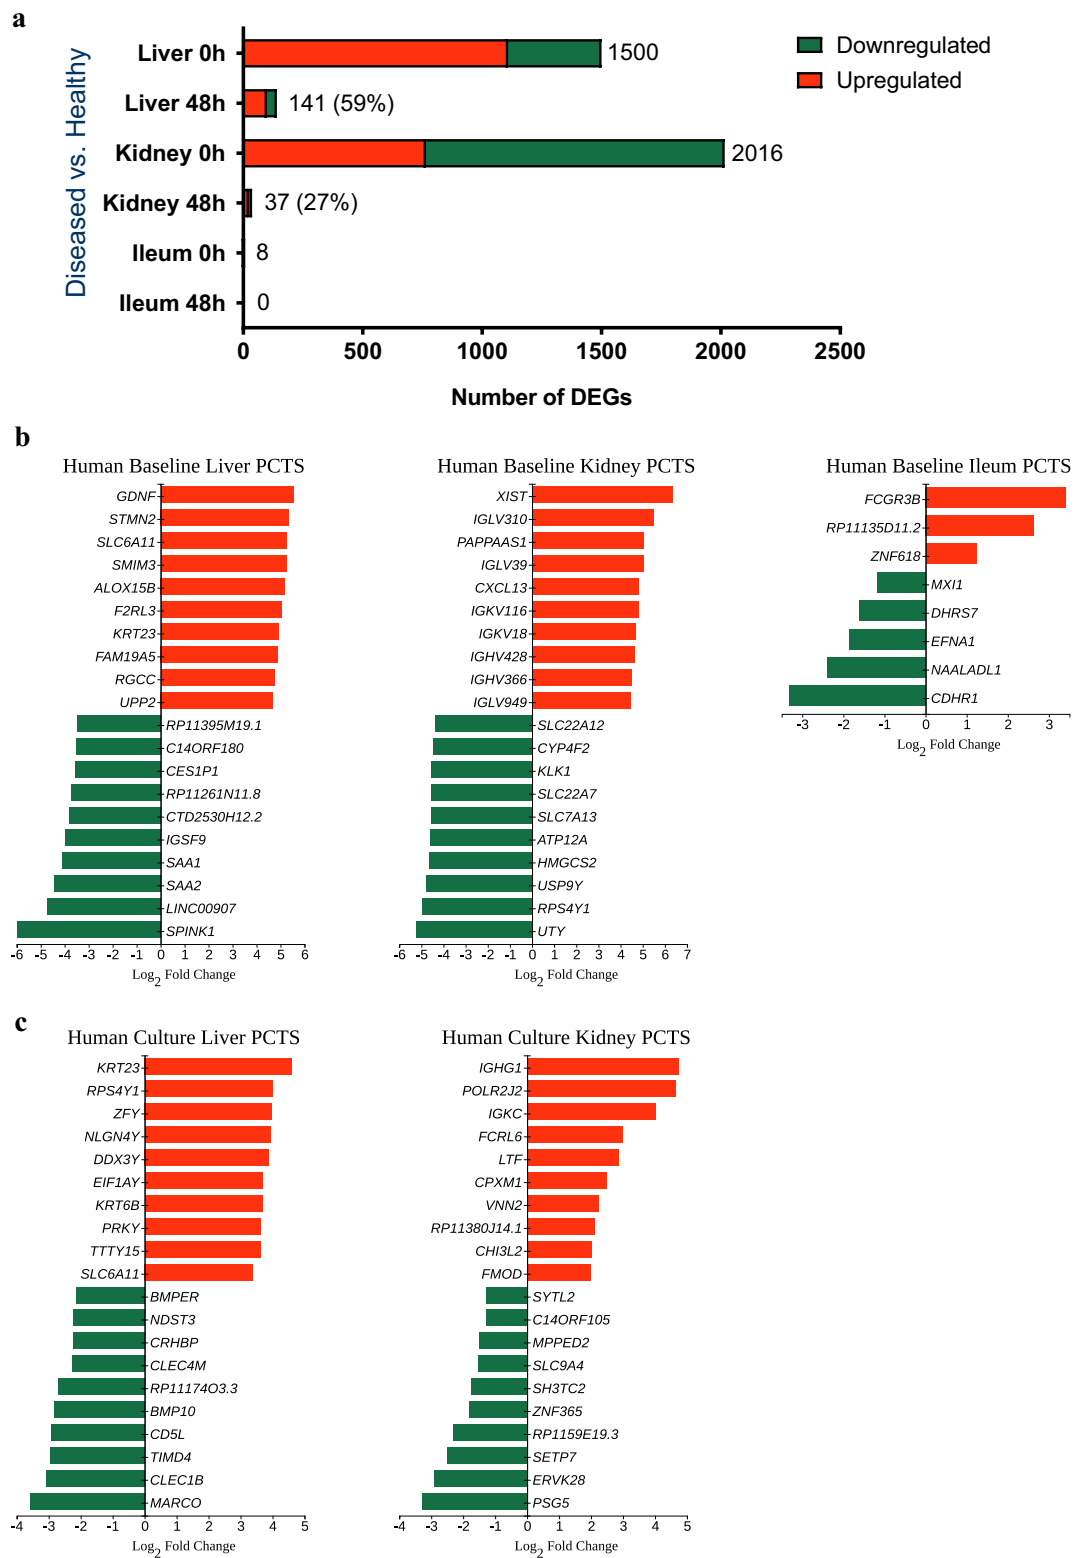 a
Diseased vs. Healthy
Liver 0h
1500
Liver 48h
141 (59%)
Kidney 0h
2016
Kidney 48h
37 (27%)
Ileum 0h
8
Ileum 48h
0
Downregulated
Upregulated
0 500 1000 1500 2000 2500
Number of DEGs
b
Human Baseline Liver PCTS
GDNF
STMN2
SLC6A11
SMIM3
ALOX15B
F2RL3
KRT23
FAM19A5
RGCC
UPP2
RP11395M19.1
C14ORF180
CES1P1
RP11261N11.8
CTD2530H12.2
IGSF9
SAA1
SAA2
LINC00907
SPINK1
-6 -5 -4 -3 -2 -1 0 1 2 3 4 5 6
Log2 Fold Change
Human Baseline Kidney PCTS
XIST
IGLV310
PAPPAAS1
IGLV39
CXCL13
IGKV116
IGKV18
IGHV428
IGHV366
IGLV949
SLC22A12
CYP4F2
KLK1
SLC22A7
SLC7A13
ATP12A
HMGCS2
USP9Y
RPS4Y1
UTY
-6 -5 -4 -3 -2 -1 0 1 2 3 4 5 6 7
Log2 Fold Change
Human Baseline Ileum PCTS
FCGR3B
RP11135D11.2
ZNF618
MXI1
DHRS7
EFNA1
NAALADL1
CDHR1
-3 -2 -1 0 1 2 3
Log2 Fold Change
c
Human Culture Liver PCTS
KRT23
RPS4Y1
ZFY
NLGN4Y
DDX3Y
EIF1AY
KRT6B
PRKY
TTTY15
SLC6A11
BMPER
NDST3
CRHBP
CLEC4M
RP11174O3.3
BMP10
CD5L
TIMD4
CLEC1B
MARCO
-4 -3 -2 -1 0 1 2 3 4 5
Log2 Fold Change
Human Culture Kidney PCTS
IGHG1
POLR2J2
IGKC
FCRL6
LTF
CPXM1
VNN2
RP11380J14.1
CHI3L2
FMOD
SYTL2
C14ORF105
MPPED2
SLC9A4
SH3TC2
ZNF365
RP1159E19.3
SETP7
ERVK28
PSG5
-4 -3 -2 -1 0 1 2 3 4 5
Log2 Fold Change